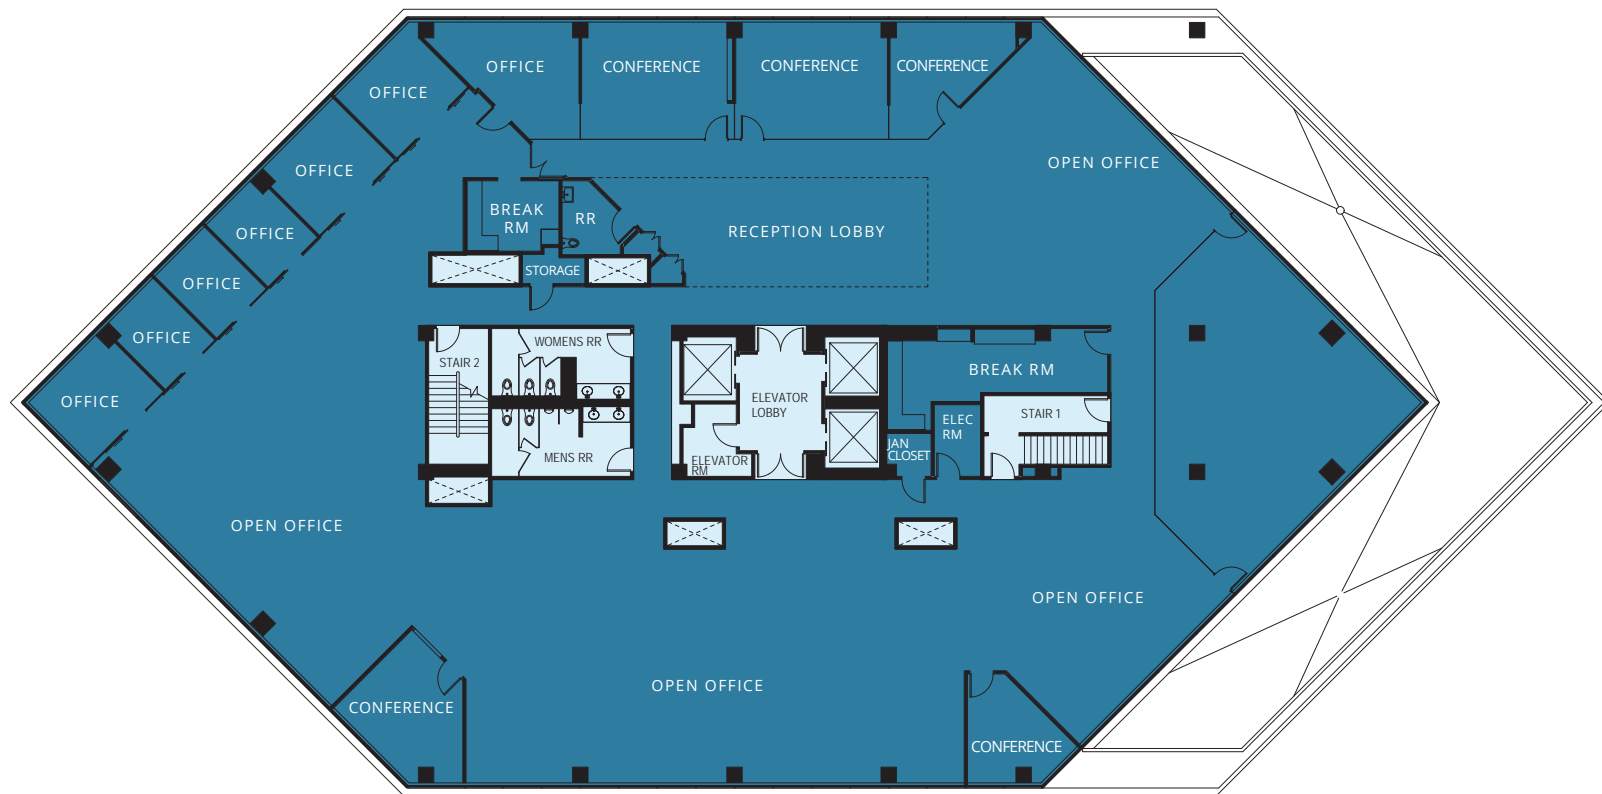 OFFICE
CONFERENCE
CONFERENCE
CONFERENCE
OFFICE
OPEN OFFICE
OFFICE
BREAK
RM
RR
RECEPTION LOBBY
OFFICE
STORAGE
OFFICE
OFFICE
WOMENS RR
STAIR 2
BREAK RM
OFFICE
ELEVATOR
LOBBY
STAIR 1
ELEC
RM
JAN
CLOSET
MENS RR
ELEVATOR
RM
OPEN OFFICE
OPEN OFFICE
OPEN OFFICE
CONFERENCE
CONFERENCE